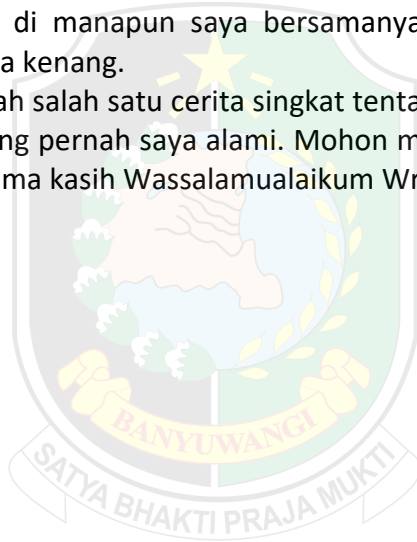 di manapun saya bersamanya
a kenang.
ah salah satu cerita singkat tenta
ng pernah saya alami. Mohon m
ma kasih Wassalamualaikum Wr
BANYUWANGI
SATYA BHAKTI PRAJA MUKTI